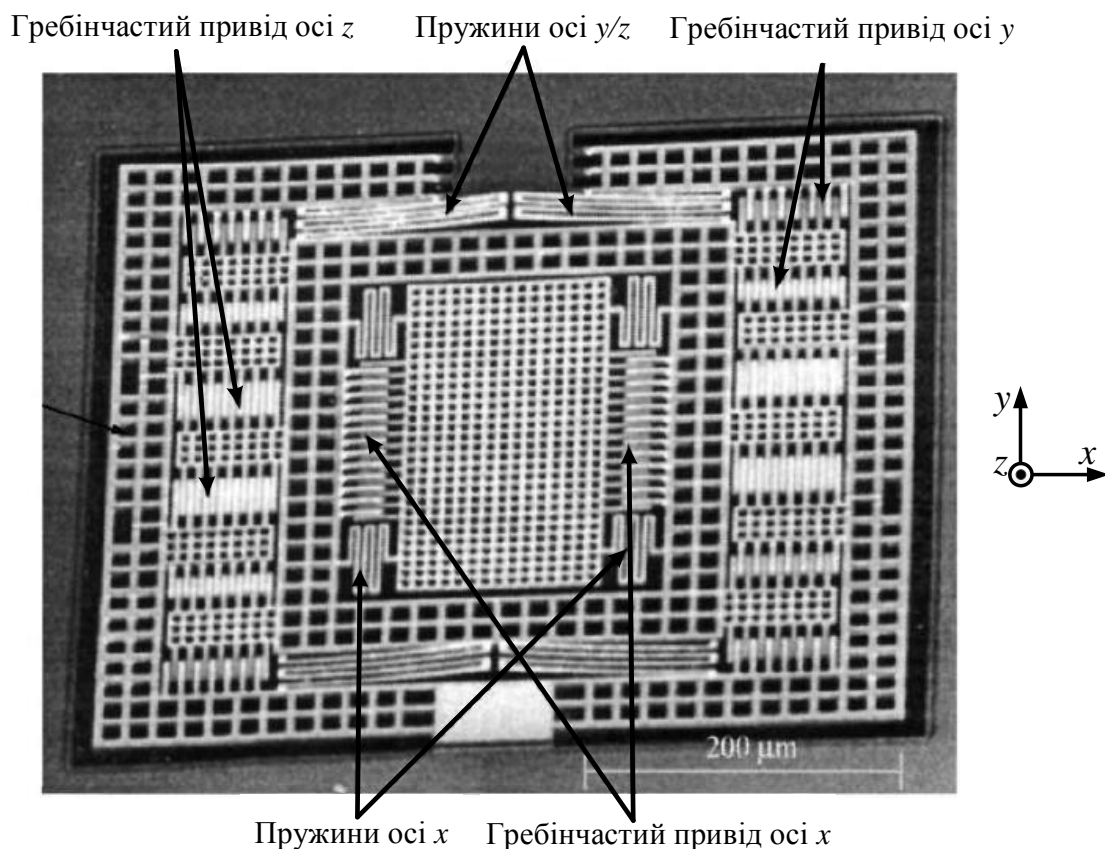 Гребінчастий привід осі z
Пружини осі y/z
Гребінчастий привід осі y
y
z
x
200 μm
Пружини осі x
Гребінчастий привід осі x